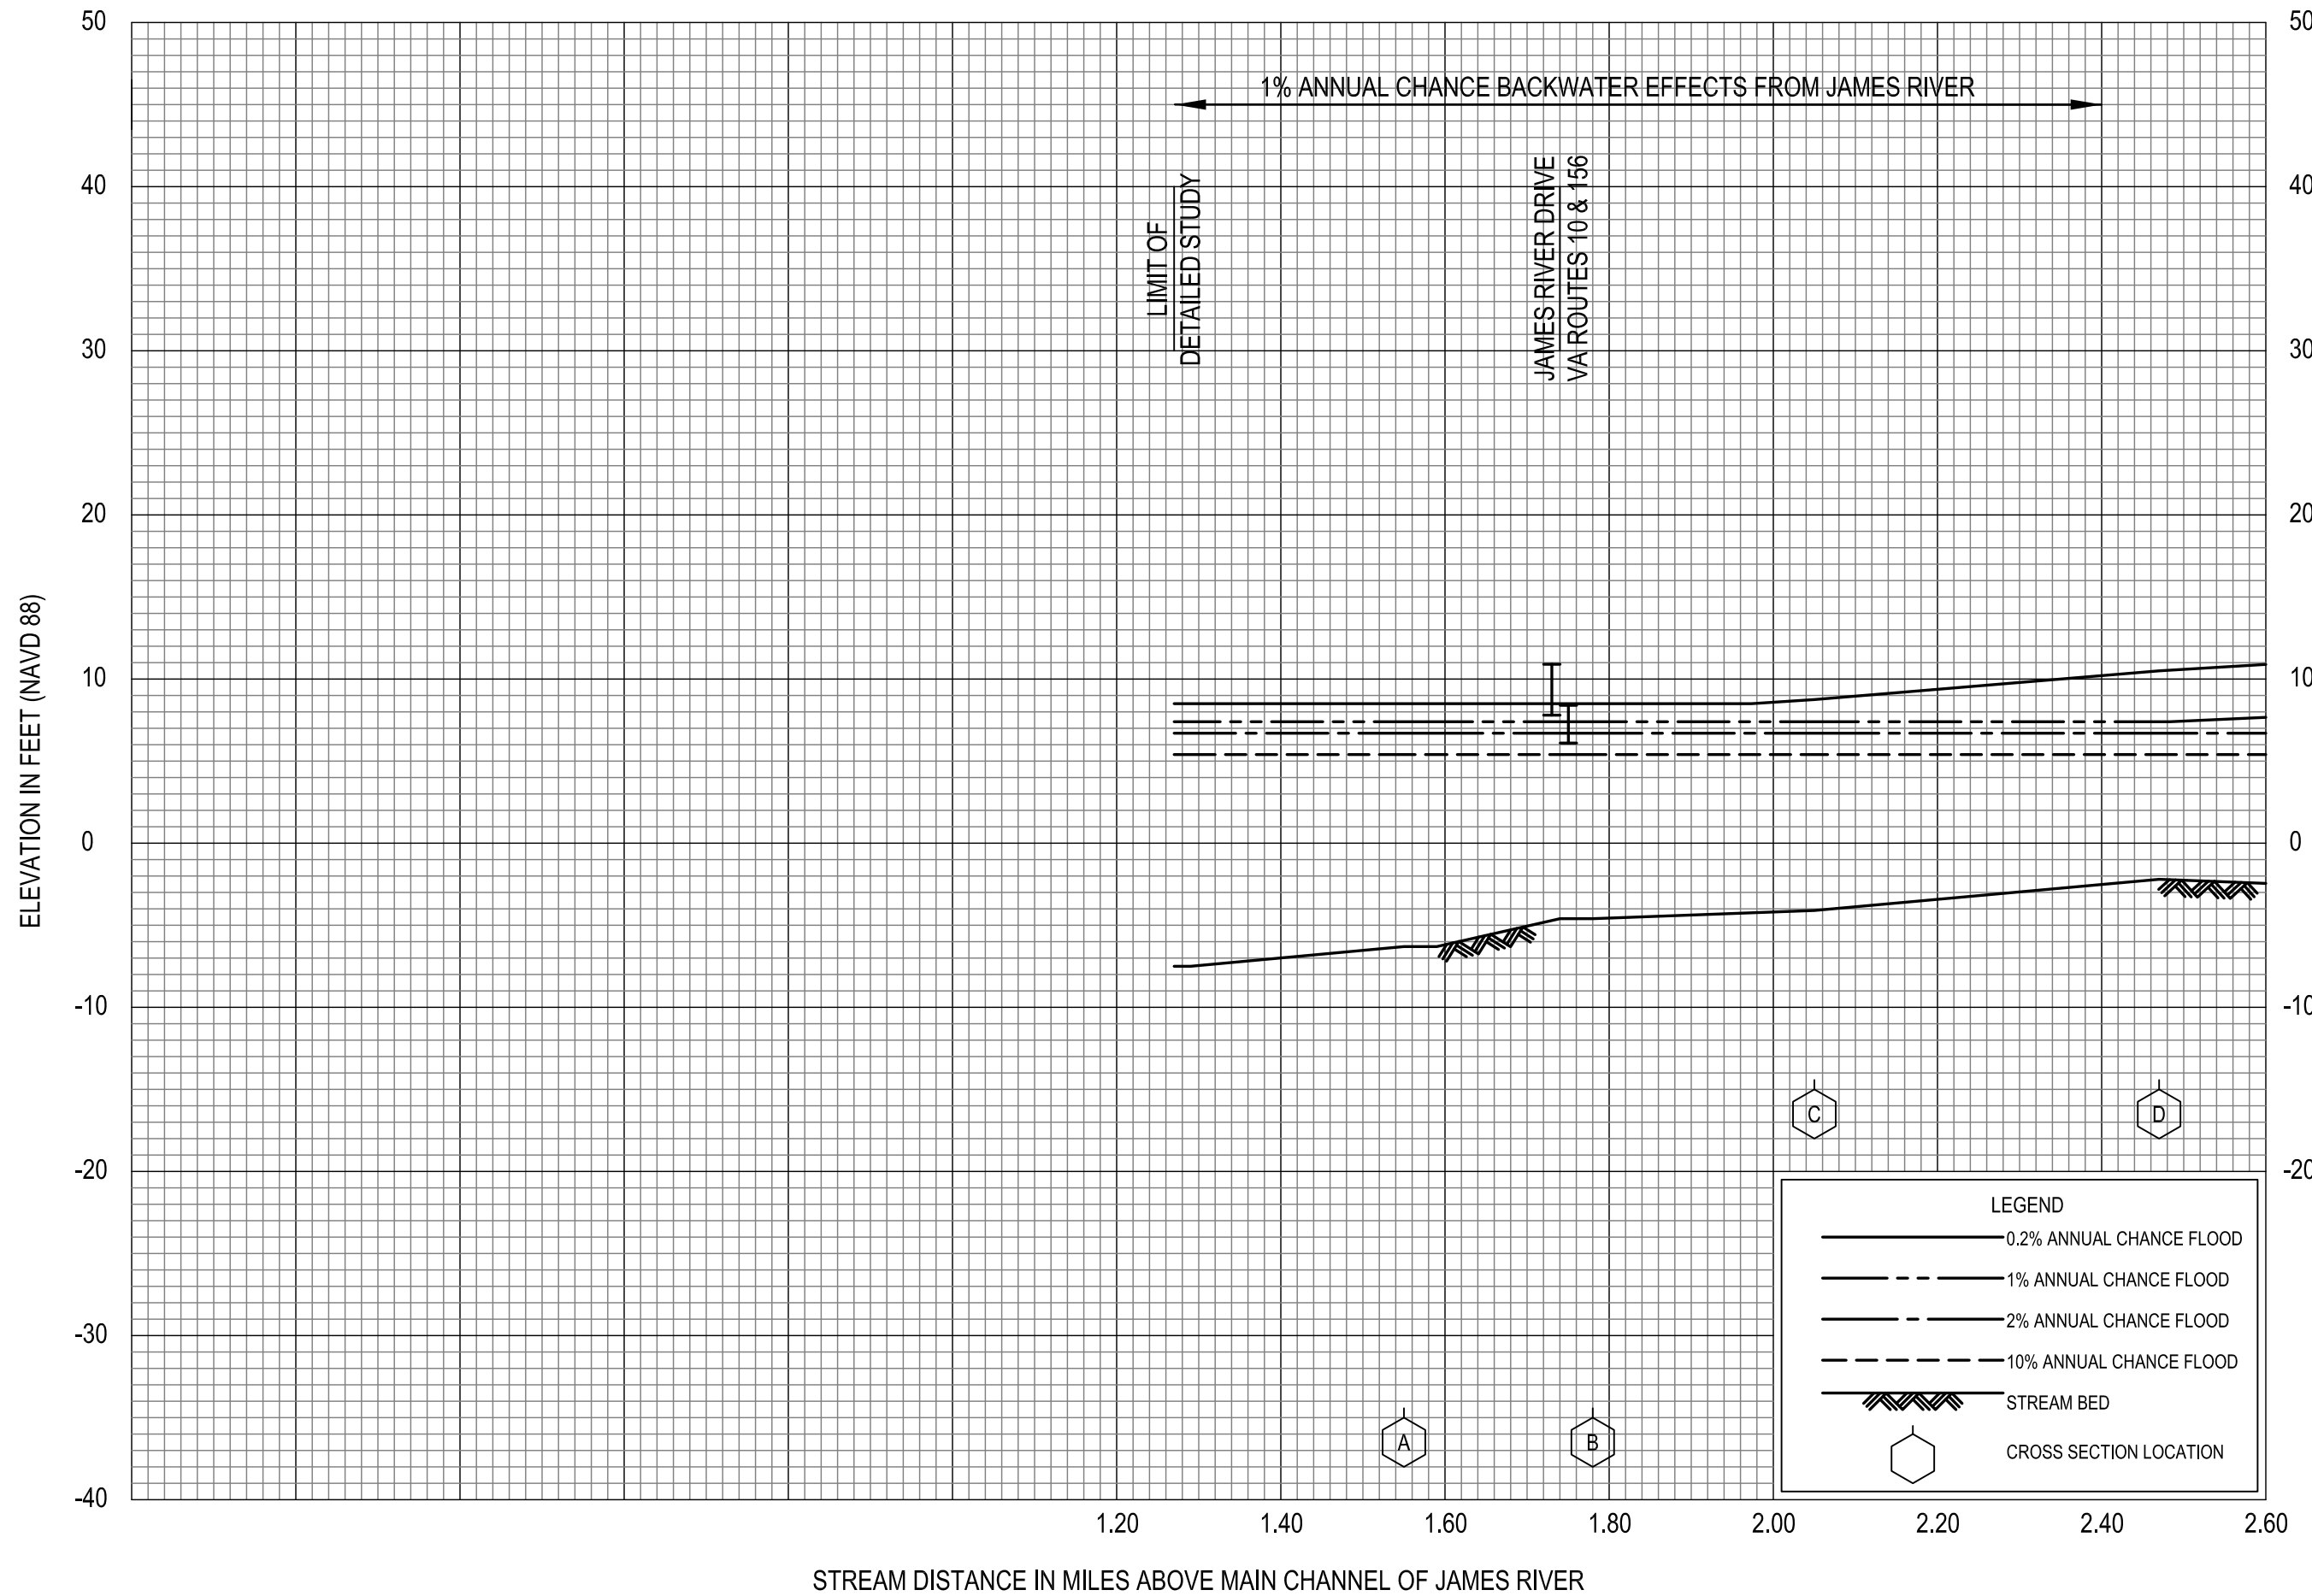 50
50
1% ANNUAL CHANCE BACKWATER EFFECTS FROM JAMES RIVER
40
40
LIMIT OF
DETAILED STUDY
JAMES RIVER DRIVE
VA ROUTES 10 & 156
30
30
20
20
10
10
0
0
-10
-10
-20
-20
-30
-40
ELEVATION IN FEET (NAVD 88)
C
D
A
B
LEGEND
0.2% ANNUAL CHANCE FLOOD
1% ANNUAL CHANCE FLOOD
2% ANNUAL CHANCE FLOOD
10% ANNUAL CHANCE FLOOD
STREAM BED
CROSS SECTION LOCATION
1.20
1.40
1.60
1.80
2.00
2.20
2.40
2.60
STREAM DISTANCE IN MILES ABOVE MAIN CHANNEL OF JAMES RIVER